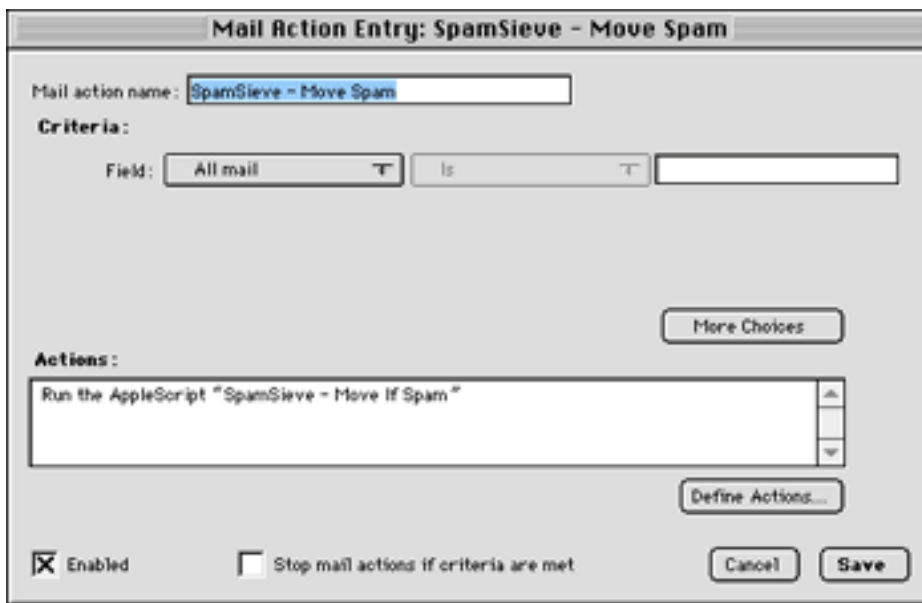 Mail Action Entry: SpamSieve - Move Spam
Mail action name: SpamSieve - Move Spam
Criteria:
Field: All mail Is
More Choices
Actions:
Run the AppleScript "SpamSieve - Move If Spam"
Define Actions...
Enabled Stop mail actions if criteria are met Cancel Save